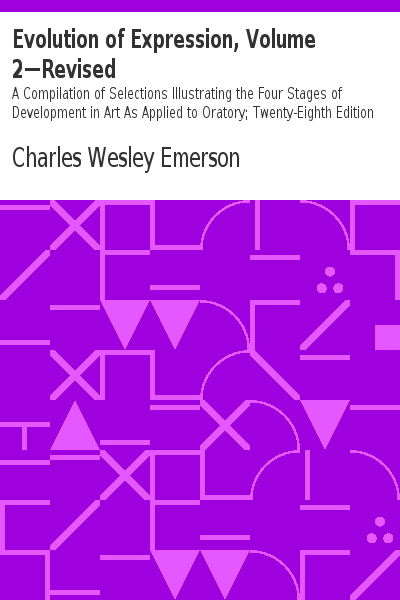 Evolution of Expression, Volume
2—Revised
A Compilation of Selections Illustrating the Four Stages of
Development in Art As Applied to Oratory; Twenty-Eighth Edition
Charles Wesley Emerson